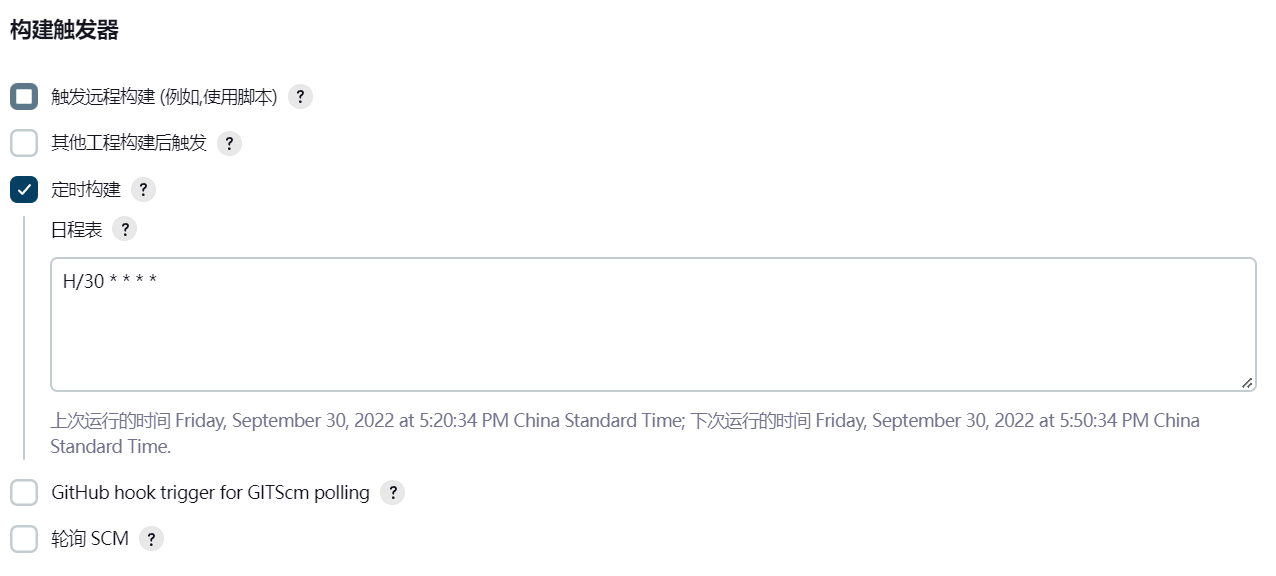 构建触发器
触发远程构建 (例如,使用脚本) ?
其他工程构建后触发 ?
定时构建 ?
日程表 ?
H/30 * * * *
上次运行的时间 Friday, September 30, 2022 at 5:20:34 PM China Standard Time; 下次运行的时间 Friday, September 30, 2022 at 5:50:34 PM China
Standard Time.
GitHub hook trigger for GITScm polling ?
轮询 SCM ?